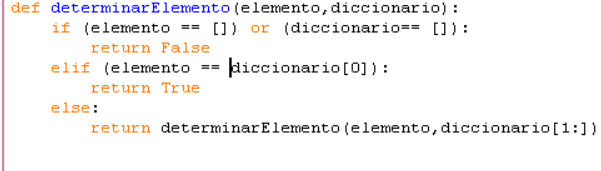 def determinarElemento(elemento,diccionario):
    if (elemento == []) or (diccionario== []):
        return False
    elif (elemento == diccionario[0]):
        return True
    else:
        return determinarElemento(elemento,diccionario[1:])